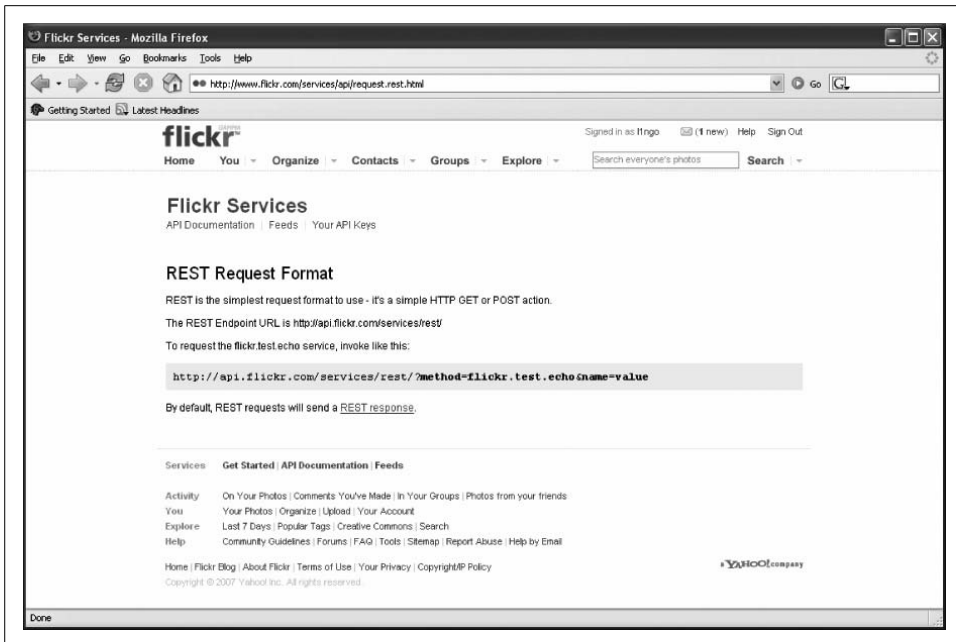 Flickr Services - Mozilla Firefox
File Edit View Go Bookmarks Tools Help
http://www.flickr.com/services/api/request.rest.html Go G
Getting Started Latest Headlines
flickr GAMMA Signed in as l1ngo (1 new) Help Sign Out
Home You Organize Contacts Groups Explore Search everyone's photos Search
Flickr Services
API Documentation | Feeds | Your API Keys
REST Request Format
REST is the simplest request format to use - it's a simple HTTP GET or POST action.
The REST Endpoint URL is http://api.flickr.com/services/rest/
To request the flickr.test.echo service, invoke like this:
http://api.flickr.com/services/rest/?method=flickr.test.echo&name=value
By default, REST requests will send a REST response.
Services Get Started | API Documentation | Feeds
Activity On Your Photos | Comments You've Made | In Your Groups | Photos from your friends
You Your Photos | Organize | Upload | Your Account
Explore Last 7 Days | Popular Tags | Creative Commons | Search
Help Community Guidelines | Forums | FAQ | Tools | Sitemap | Report Abuse | Help by Email
Home | Flickr Blog | About Flickr | Terms of Use | Your Privacy | Copyright/IP Policy a YAHOO! company
Copyright © 2007 Yahoo! Inc. All rights reserved.
Done